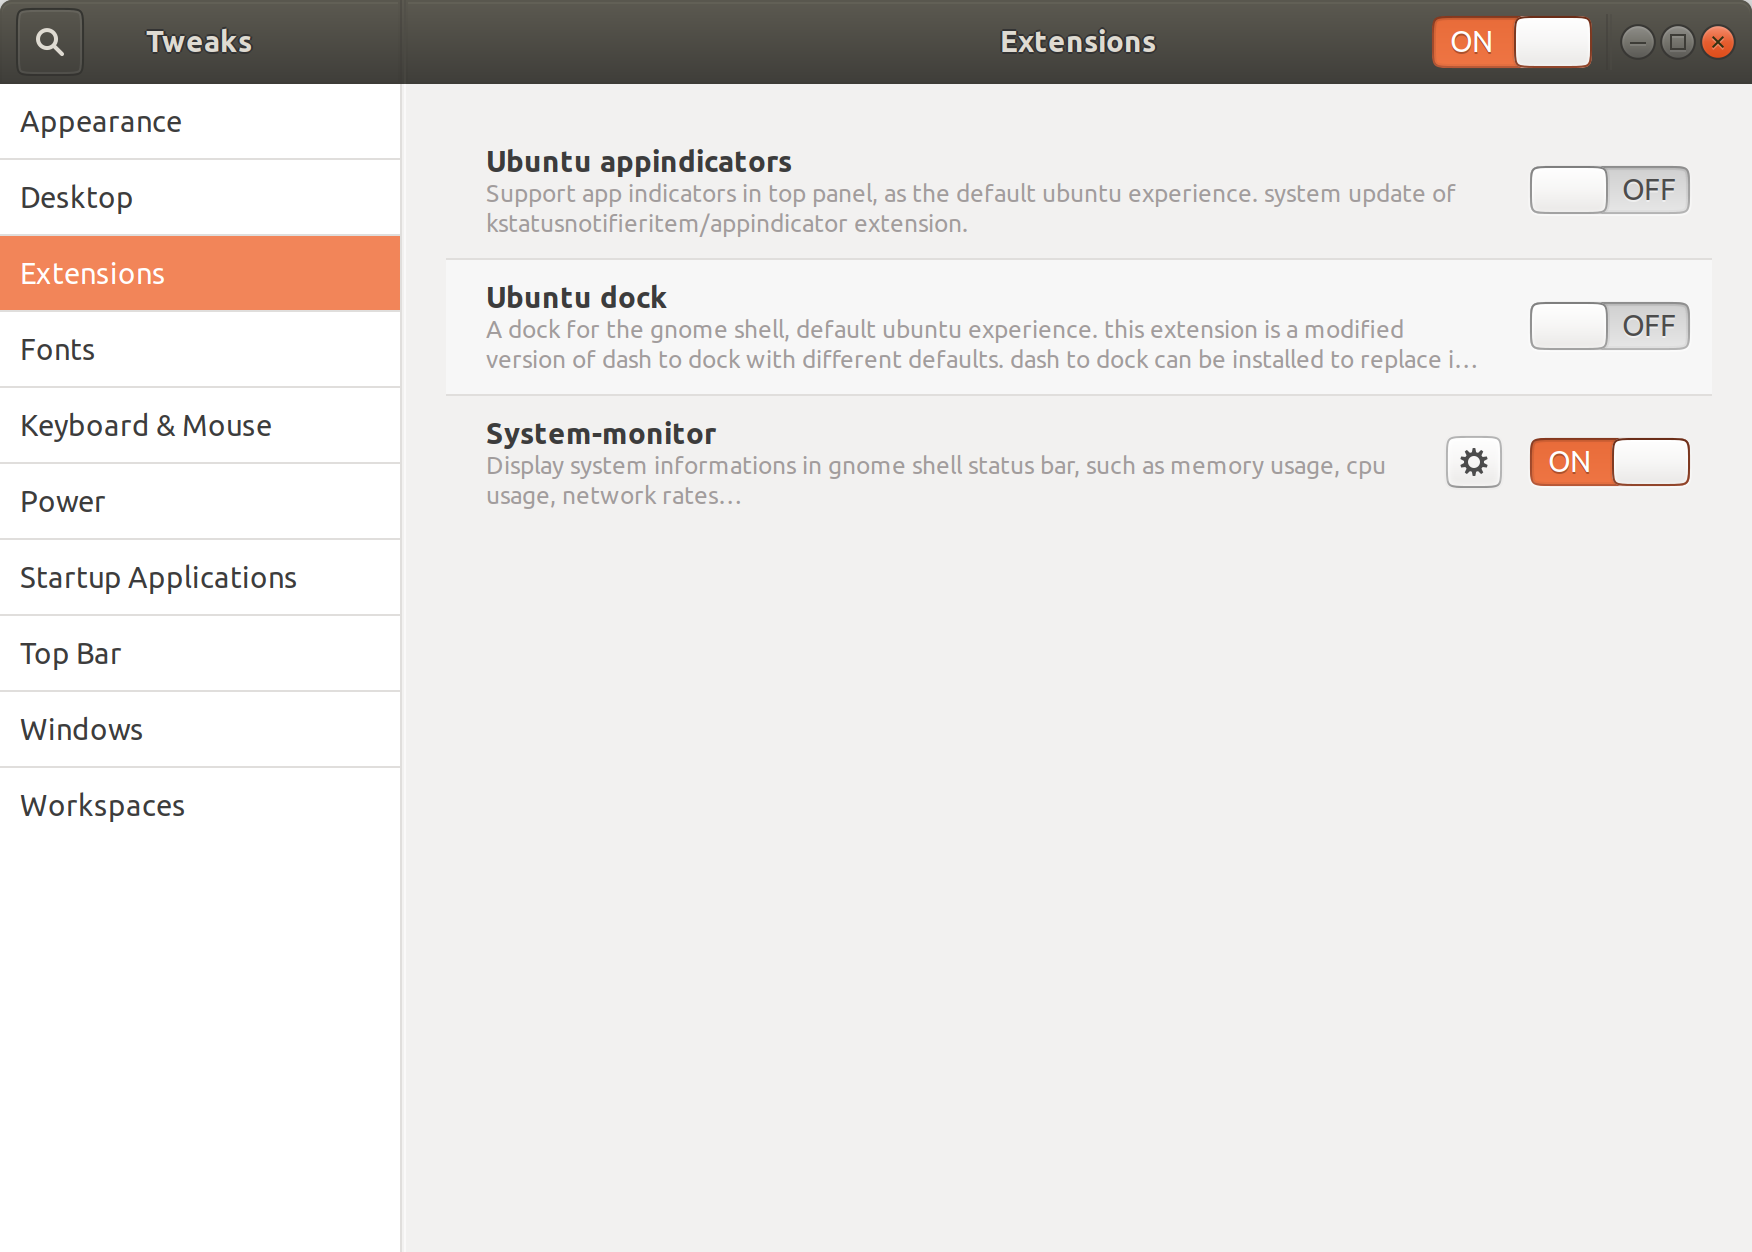 Tweaks
Extensions
ON
Appearance
Desktop
Extensions
Fonts
Keyboard & Mouse
Power
Startup Applications
Top Bar
Windows
Workspaces
Ubuntu appindicators
Support app indicators in top panel, as the default ubuntu experience. system update of
kstatusnotifieritem/appindicator extension.
OFF
Ubuntu dock
A dock for the gnome shell, default ubuntu experience. this extension is a modified
version of dash to dock with different defaults. dash to dock can be installed to replace i…
OFF
System-monitor
Display system informations in gnome shell status bar, such as memory usage, cpu
usage, network rates…
ON